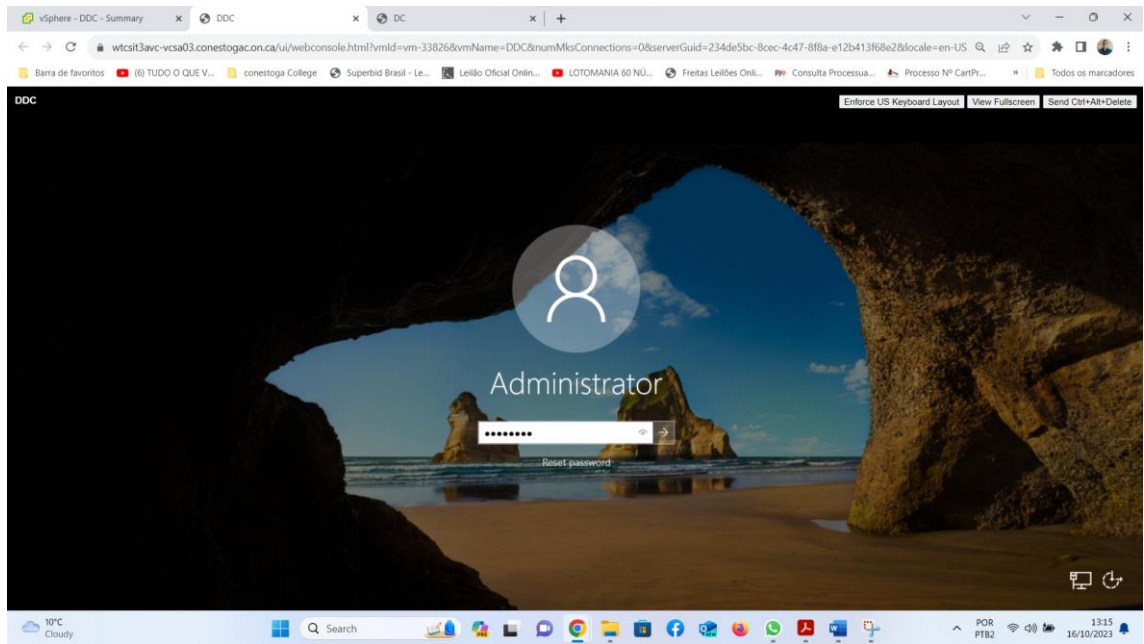 vSphere - DDC - Summary
DDC
DC
wtcsit3avc-vcsa03.conestogac.on.ca/ui/webconsole.html?vmId=vm-33826&vmName=DDC&numMksConnections=0&serverGuid=234de5bc-8cec-4c47-8f8a-e12b413f68e2&locale=en-US
Barra de favoritos
(6) TUDO O QUE V...
conestoga College
Superbid Brasil - Le...
Leilão Oficial Onlin...
LOTOMANIA 60 NÚ...
Freitas Leilões Onli...
Consulta Processua...
Processo Nº CartPr...
»
Todos os marcadores
DDC
Enforce US Keyboard Layout
View Fullscreen
Send Ctrl+Alt+Delete
Administrator
Reset password
10°C
Cloudy
Search
POR
PTB2
13:15
16/10/2023